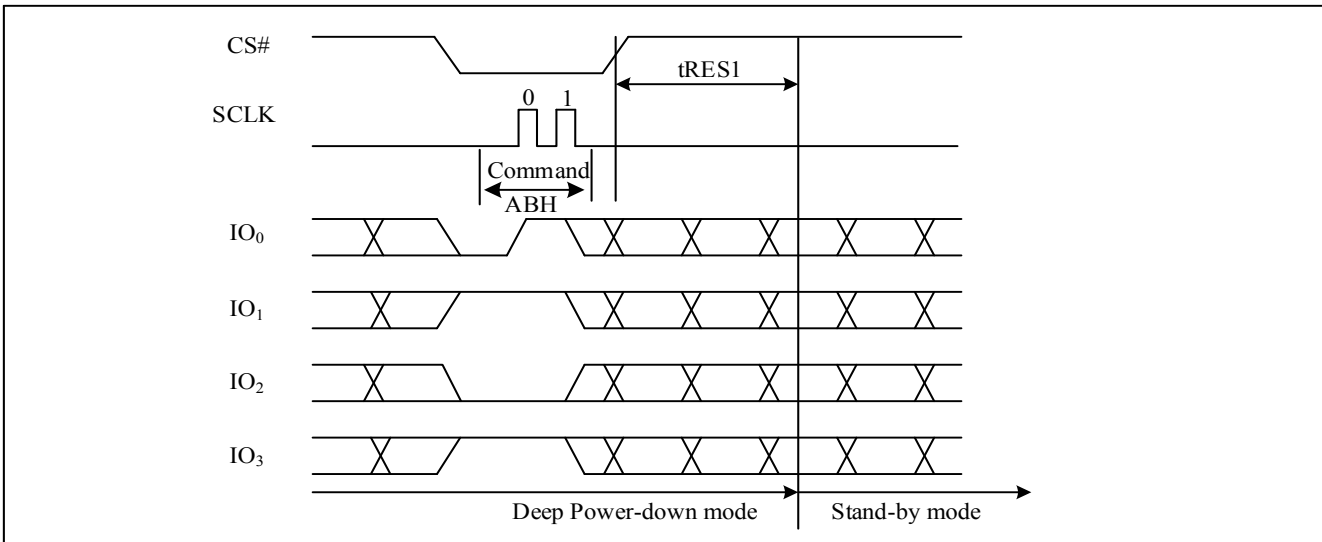 CS#
tRES1
0 1
SCLK
Command
ABH
IO₀
IO₁
IO₂
IO₃
Deep Power-down mode Stand-by mode